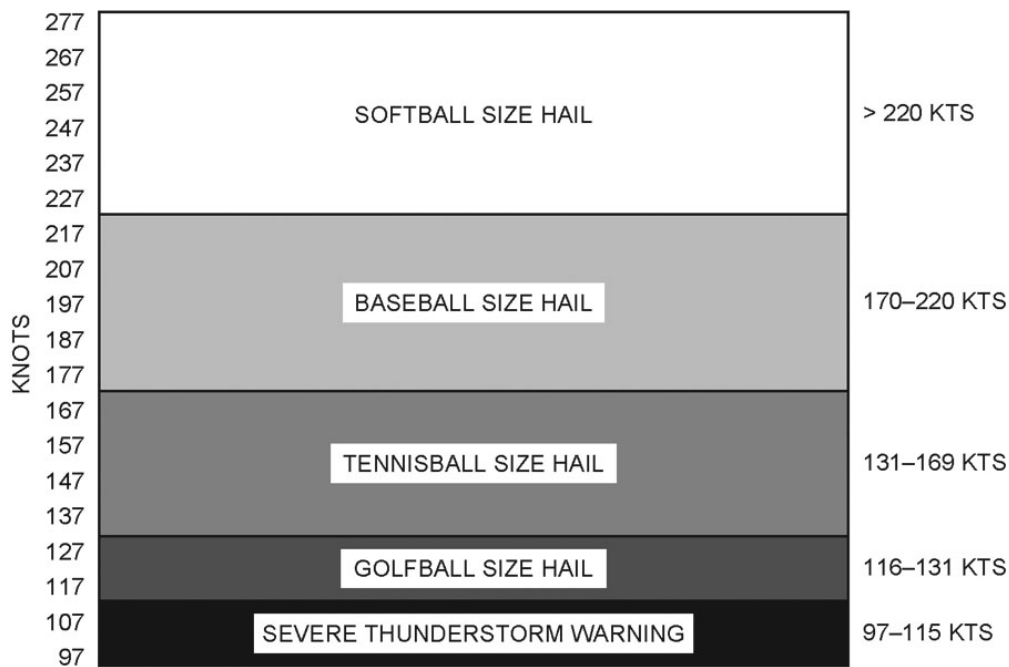 277
267
257
247
237
227
217
207
197
187
177
167
157
147
137
127
117
107
97
KNOTS
SOFTBALL SIZE HAIL
> 220 KTS
BASEBALL SIZE HAIL
170–220 KTS
TENNISBALL SIZE HAIL
131–169 KTS
GOLFBALL SIZE HAIL
116–131 KTS
SEVERE THUNDERSTORM WARNING
97–115 KTS